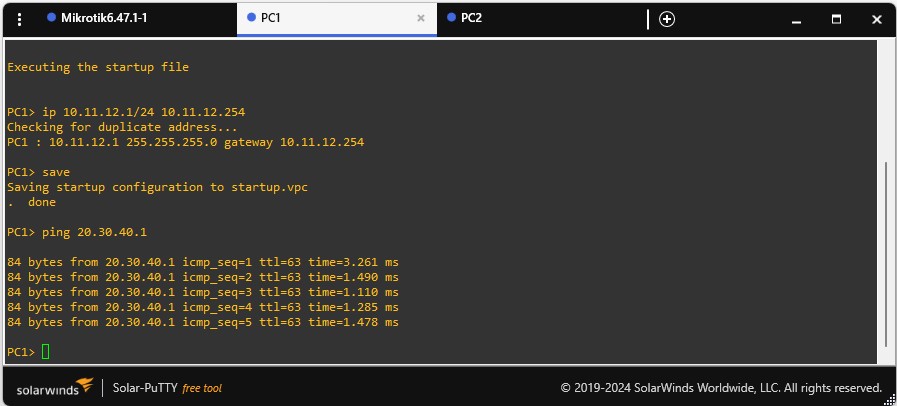 Mikrotik6.47.1-1
PC1
PC2
Executing the startup file
PC1> ip 10.11.12.1/24 10.11.12.254
Checking for duplicate address...
PC1 : 10.11.12.1 255.255.255.0 gateway 10.11.12.254
PC1> save
Saving startup configuration to startup.vpc
.  done
PC1> ping 20.30.40.1
84 bytes from 20.30.40.1 icmp_seq=1 ttl=63 time=3.261 ms
84 bytes from 20.30.40.1 icmp_seq=2 ttl=63 time=1.490 ms
84 bytes from 20.30.40.1 icmp_seq=3 ttl=63 time=1.110 ms
84 bytes from 20.30.40.1 icmp_seq=4 ttl=63 time=1.285 ms
84 bytes from 20.30.40.1 icmp_seq=5 ttl=63 time=1.478 ms
PC1>
solarwinds | Solar-PuTTY free tool
© 2019-2024 SolarWinds Worldwide, LLC. All rights reserved.